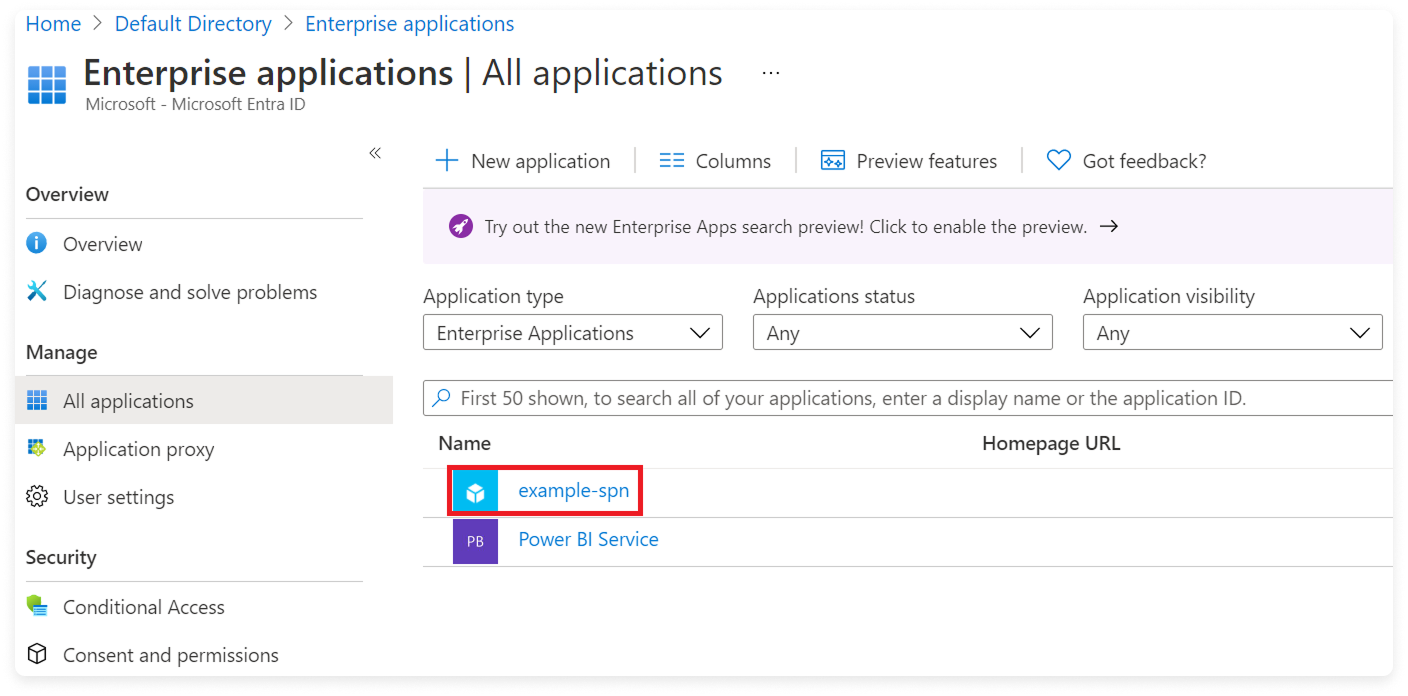 Home > Default Directory > Enterprise applications
Enterprise applications | All applications ...
Microsoft - Microsoft Entra ID
«
Overview
Overview
Diagnose and solve problems
Manage
All applications
Application proxy
User settings
Security
Conditional Access
Consent and permissions
New application | Columns | Preview features | Got feedback?
Try out the new Enterprise Apps search preview! Click to enable the preview. →
Application type Applications status Application visibility
Enterprise Applications Any Any
First 50 shown, to search all of your applications, enter a display name or the application ID.
Name Homepage URL
example-spn
PB Power BI Service